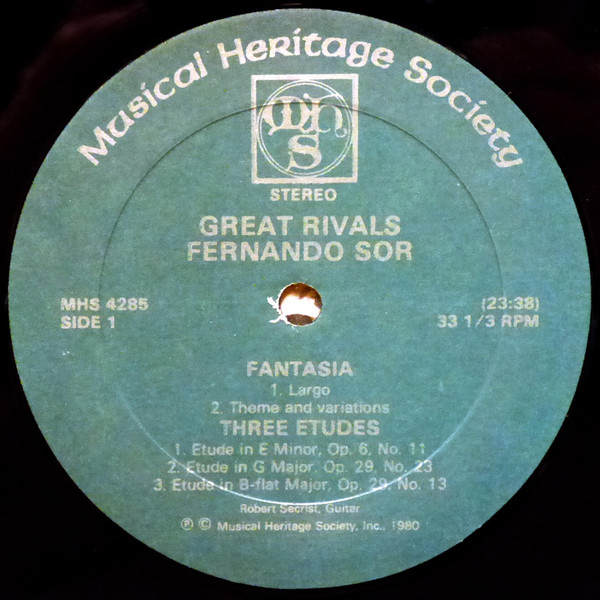 Musical Heritage Society
MHS
STEREO
GREAT RIVALS
FERNANDO SOR
MHS 4285
SIDE 1
(23:38)
33 1/3 RPM
FANTASIA
1. Largo
2. Theme and variations
THREE ETUDES
1. Etude in E Minor, Op. 6, No. 11
2. Etude in G Major, Op. 29, No. 23
3. Etude in B-flat Major, Op. 29, No. 13
Robert Secrist, Guitar
Ⓟ © Musical Heritage Society, Inc., 1980